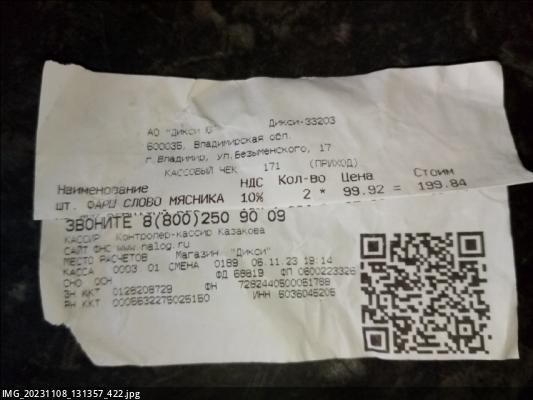 АО "Дикси Ю" Дикси-33203
600035, Владимирская обл.
г. Владимир, ул. Безыменского, 17
КАССОВЫЙ ЧЕК 171 (ПРИХОД)
Наименование НДС Кол-во Цена Стоим
шт. ФАРШ СЛОВО МЯСНИКА 10% 2 * 99.92 = 199.84
ЗВОНИТЕ 8(800)250 90 09
КАССИР Контролер-кассир Казакова
САЙТ ФНС www.nalog.ru
МЕСТО РАСЧЕТОВ Магазин "Дикси"
КАССА 0003 01 СМЕНА 0189 06.11.23 19:14
СНО ОСН ФД 68819 ФП 0600223326
ЗН ККТ 0128208729 ФН 7282440500051788
РН ККТ 0006632275025150 ИНН 5036045205
IMG_20231108_131357_422.jpg